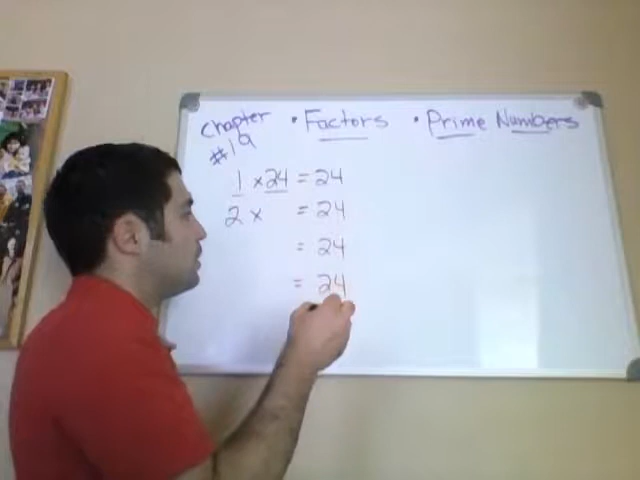 Chapter • Factors • Prime Numbers
#19
1 x 24 = 24
2 x = 24
= 24
= 24